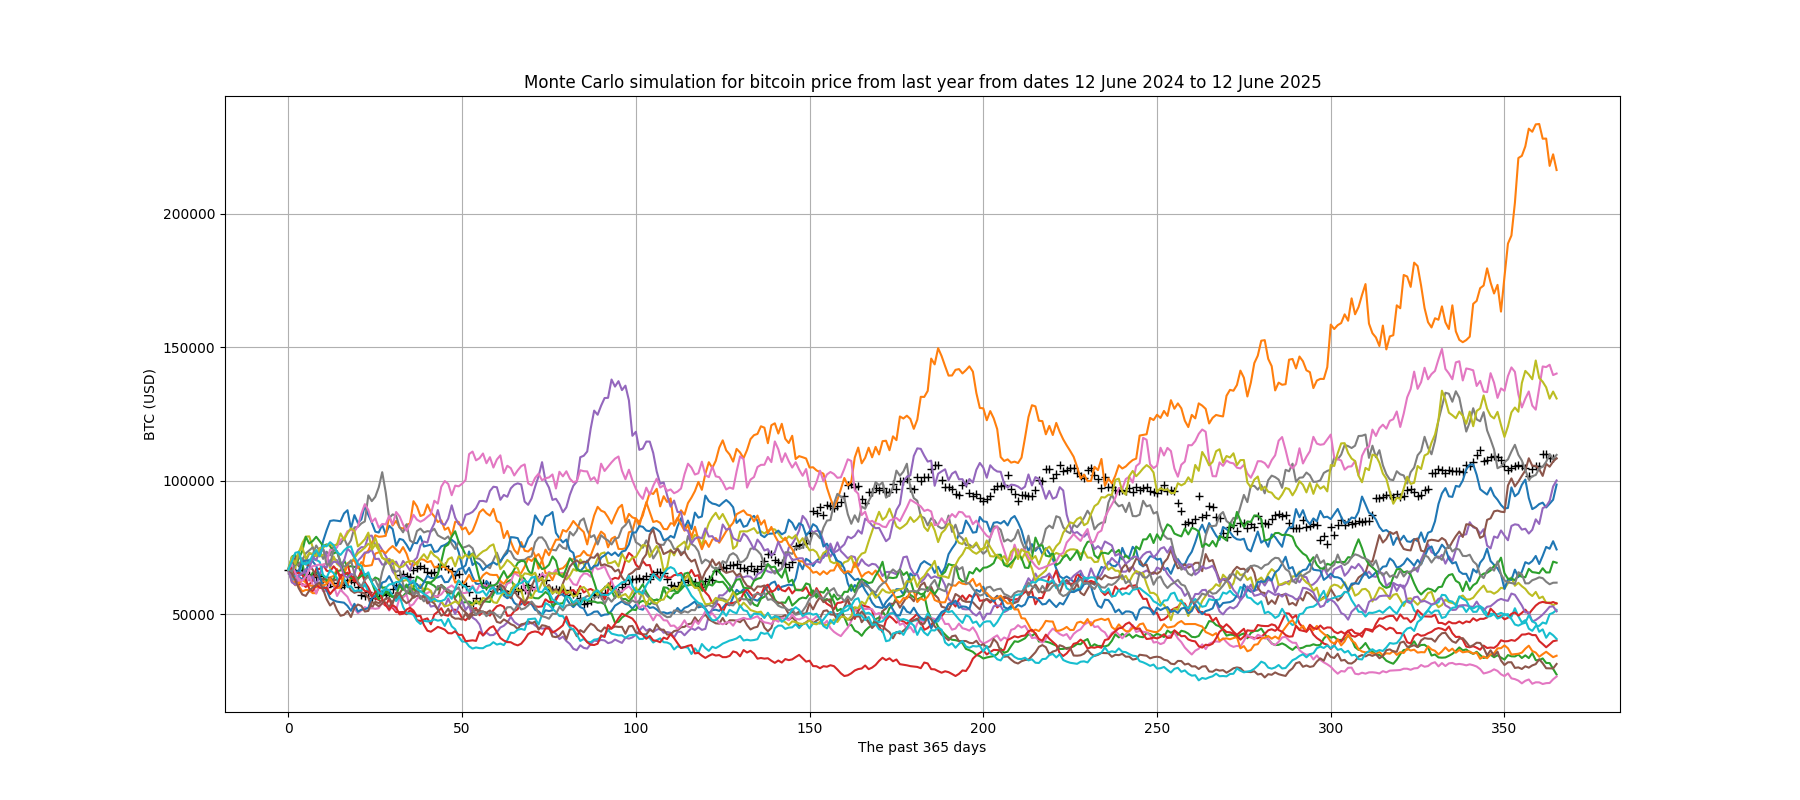 Monte Carlo simulation for bitcoin price from last year from dates 12 June 2024 to 12 June 2025
200000
150000
100000
50000
BTC (USD)
0 50 100 150 200 250 300 350
The past 365 days